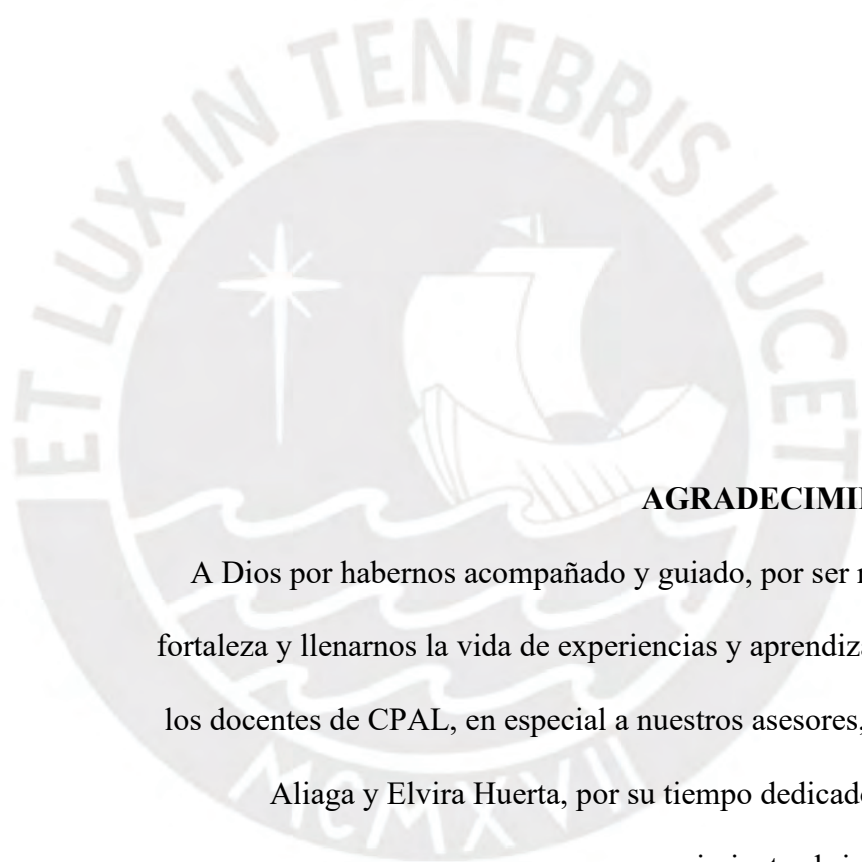 ET LUX IN TENEBRIS LUCET
AGRADECIMI
A Dios por habernos acompañado y guiado, por ser
fortaleza y llenarnos la vida de experiencias y
los docentes de CPAL, en especial a nuestros asesores,
Aliaga y Elvira Huerta, por su tiempo
MCMXVII